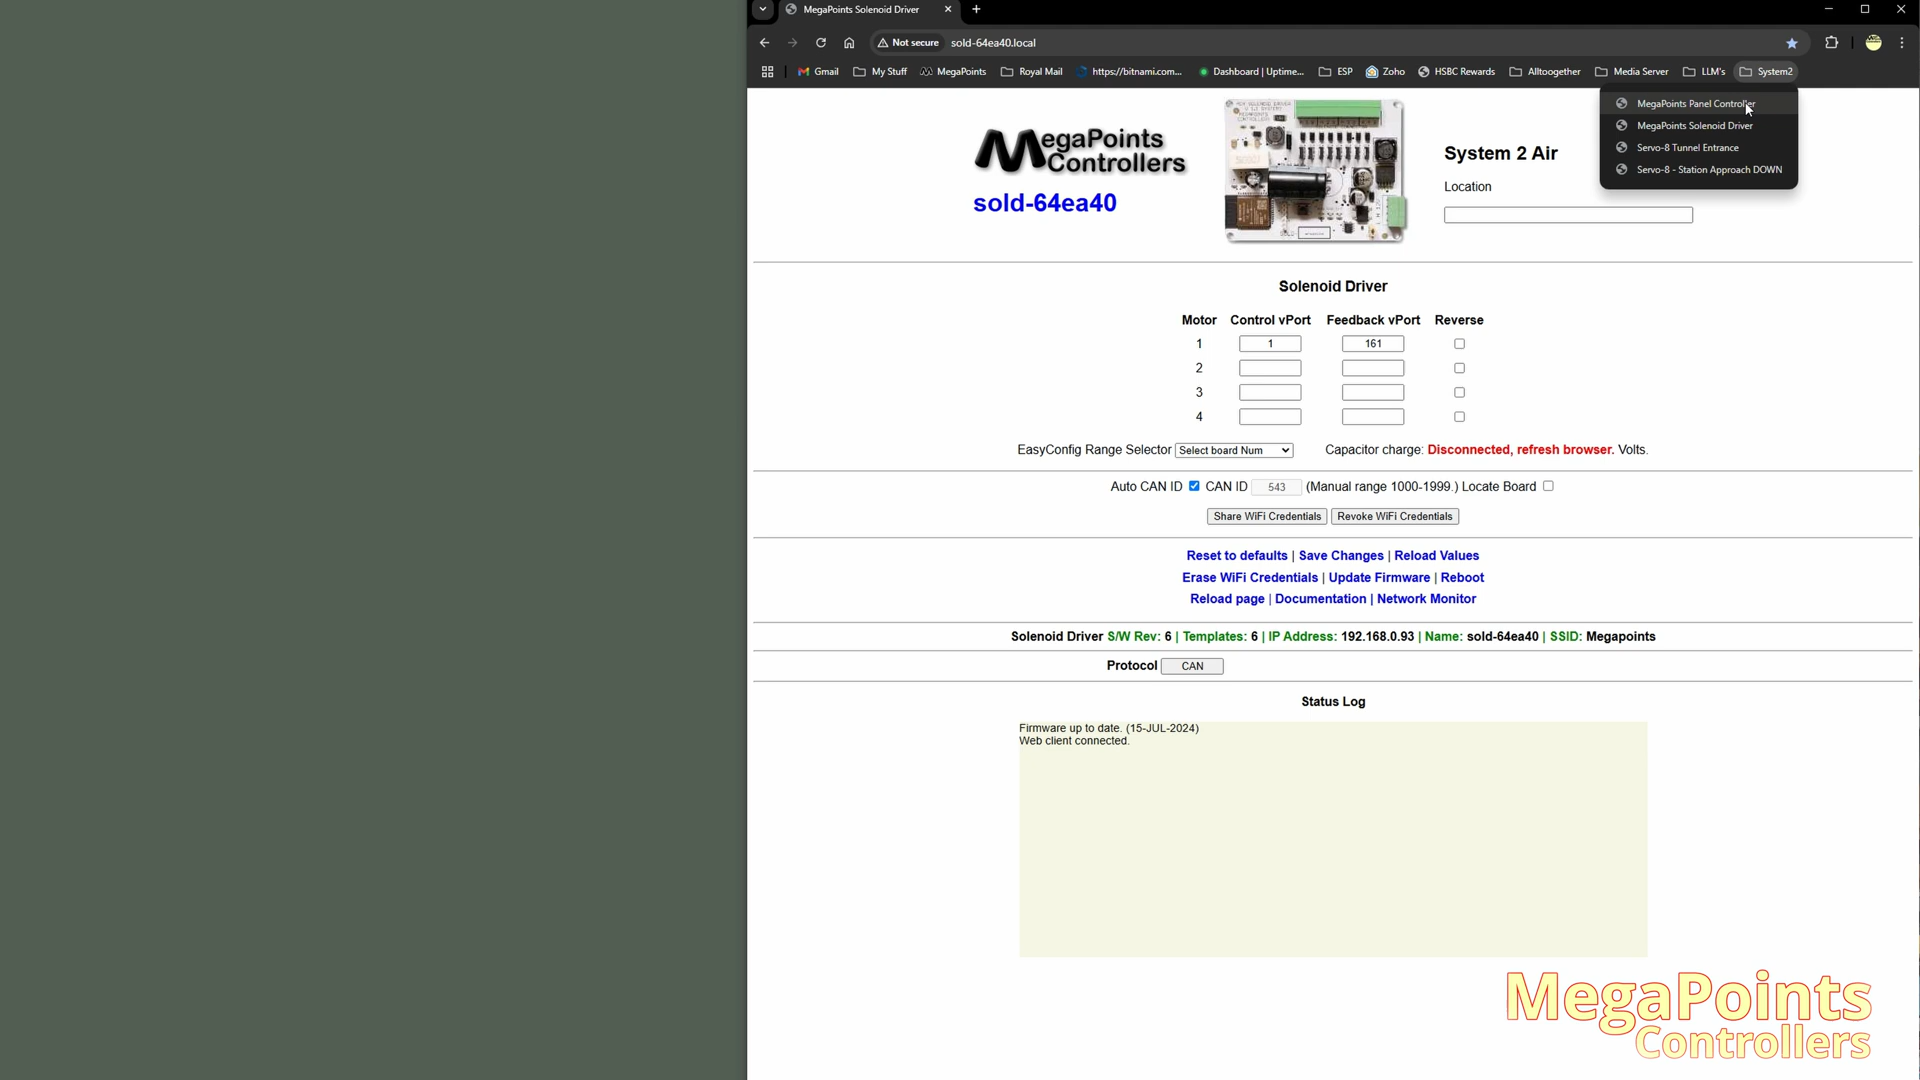 MegaPoints Solenoid Driver
Not secure
sold-64ea40.local
Gmail
My Stuff
MegaPoints
Royal Mail
https://bitnami.com...
Dashboard | Uptime...
ESP
Zoho
HSBC Rewards
Alltoogether
Media Server
LLM's
System2
MegaPoints Panel Controller
MegaPoints Solenoid Driver
Servo-8 Tunnel Entrance
Servo-8 - Station Approach DOWN
MegaPoints
Controllers
sold-64ea40
System 2 Air
Location
Solenoid Driver
Motor Control vPort Feedback vPort Reverse
1 1 161
2
3
4
EasyConfig Range Selector Select board Num Capacitor charge: Disconnected, refresh browser. Volts.
Auto CAN ID CAN ID 543 (Manual range 1000-1999.) Locate Board
Share WiFi Credentials Revoke WiFi Credentials
Reset to defaults | Save Changes | Reload Values
Erase WiFi Credentials | Update Firmware | Reboot
Reload page | Documentation | Network Monitor
Solenoid Driver S/W Rev: 6 | Templates: 6 | IP Address: 192.168.0.93 | Name: sold-64ea40 | SSID: Megapoints
Protocol CAN
Status Log
Firmware up to date. (15-JUL-2024)
Web client connected.
MegaPoints
Controllers